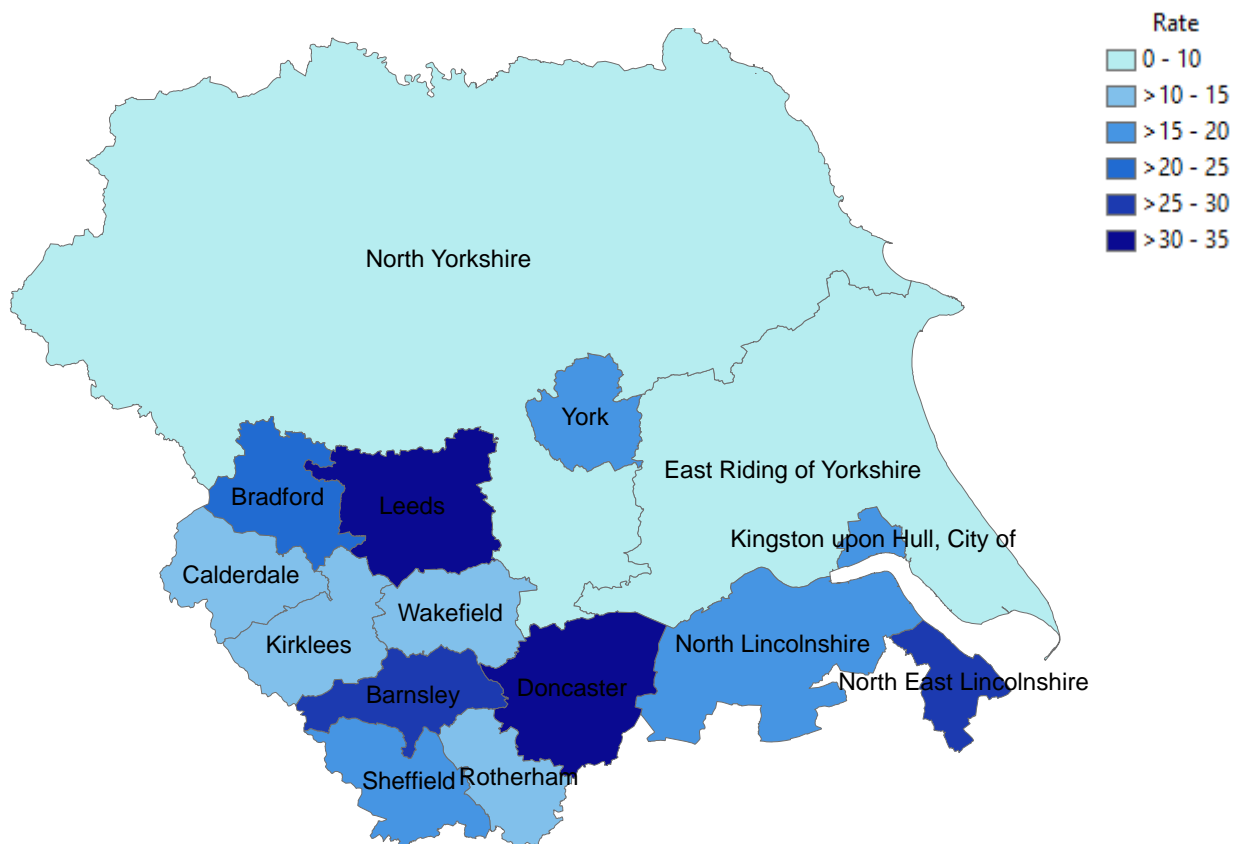 Rate
0 - 10
>10 - 15
>15 - 20
>20 - 25
>25 - 30
>30 - 35
North Yorkshire
York
East Riding of Yorkshire
Bradford
Leeds
Kingston upon Hull, City of
Calderdale
Wakefield
Kirklees
North Lincolnshire
Barnsley
Doncaster
North East Lincolnshire
Sheffield
Rotherham